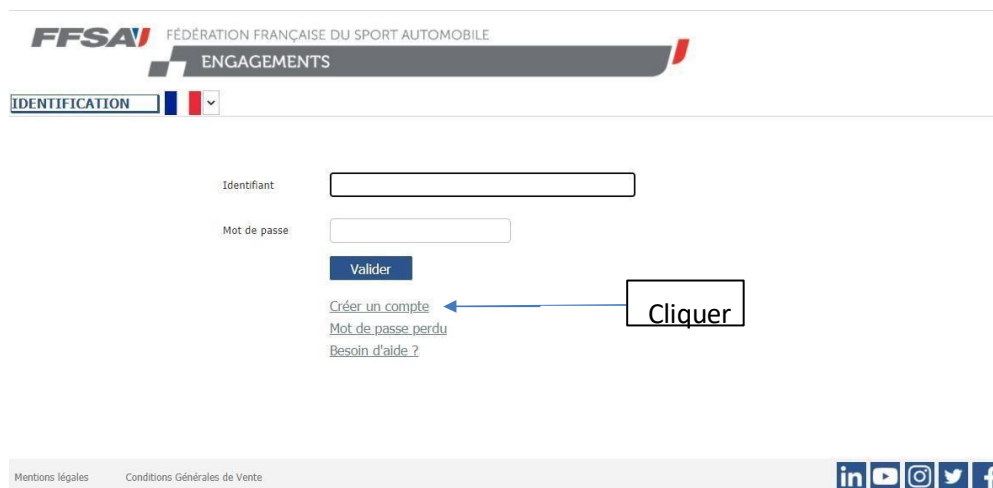 FFSA FÉDÉRATION FRANÇAISE DU SPORT AUTOMOBILE
ENGAGEMENTS
IDENTIFICATION
Identifiant
Mot de passe
Valider
Créer un compte
Cliquer
Mot de passe perdu
Besoin d'aide ?
Mentions légales Conditions Générales de Vente in f